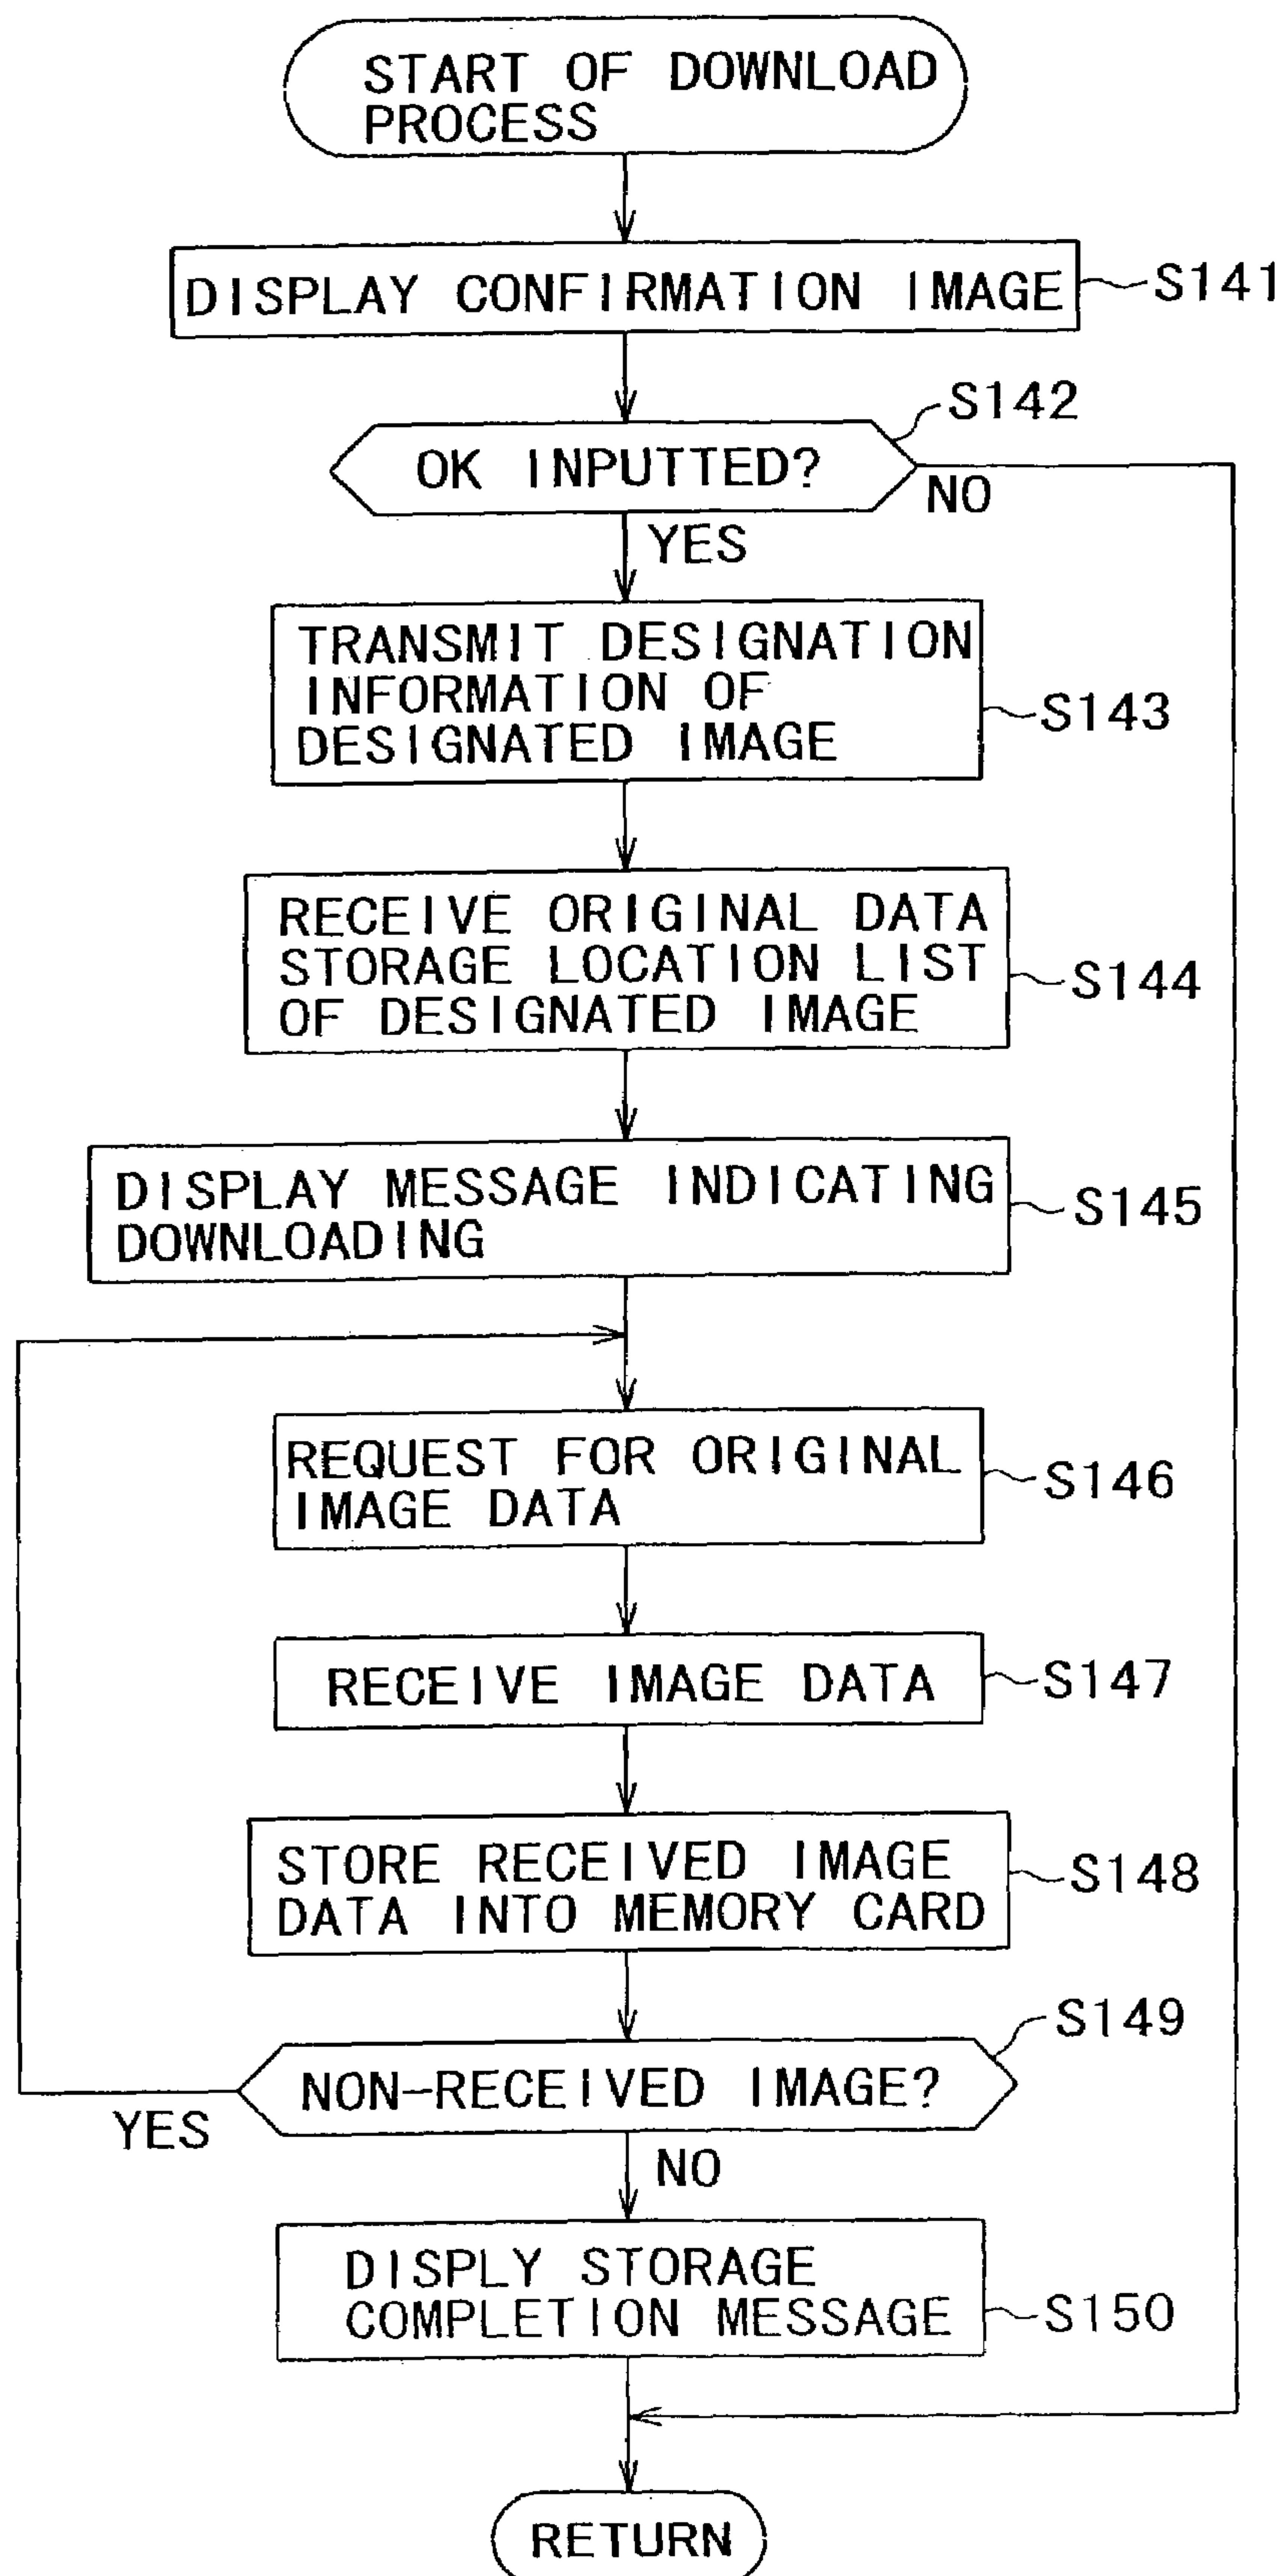 START OF DOWNLOAD
PROCESS
DISPLAY CONFIRMATION IMAGE
S141
S142
OK INPUTTED?
NO
YES
TRANSMIT DESIGNATION
INFORMATION OF
DESIGNATED IMAGE
S143
RECEIVE ORIGINAL DATA
STORAGE LOCATION LIST
OF DESIGNATED IMAGE
S144
DISPLAY MESSAGE INDICATING
DOWNLOADING
S145
REQUEST FOR ORIGINAL
IMAGE DATA
S146
RECEIVE IMAGE DATA
S147
STORE RECEIVED IMAGE
DATA INTO MEMORY CARD
S148
S149
NON-RECEIVED IMAGE?
YES
NO
DISPLY STORAGE
COMPLETION MESSAGE
S150
RETURN